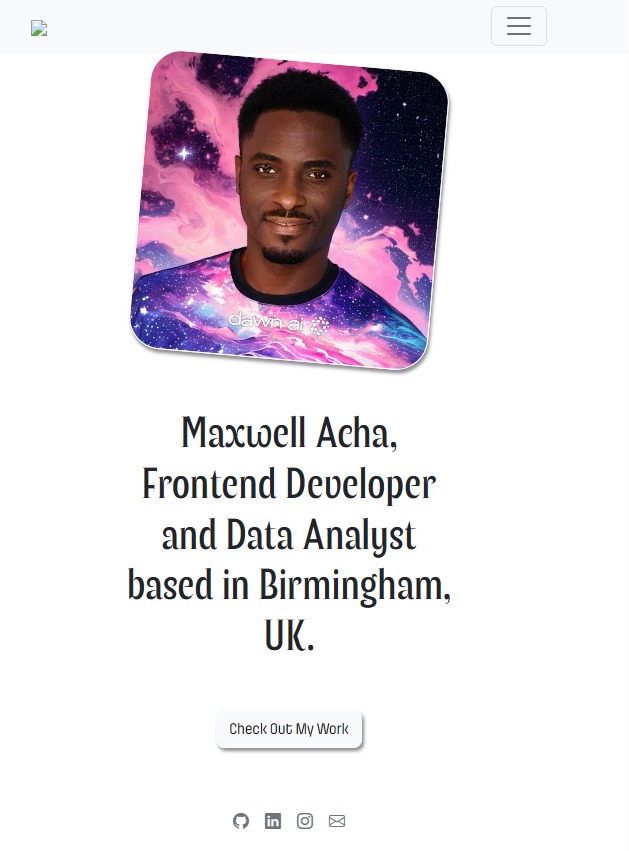 dawn ai
Maxwell Acha,
Frontend Developer
and Data Analyst
based in Birmingham,
UK.
Check Out My Work